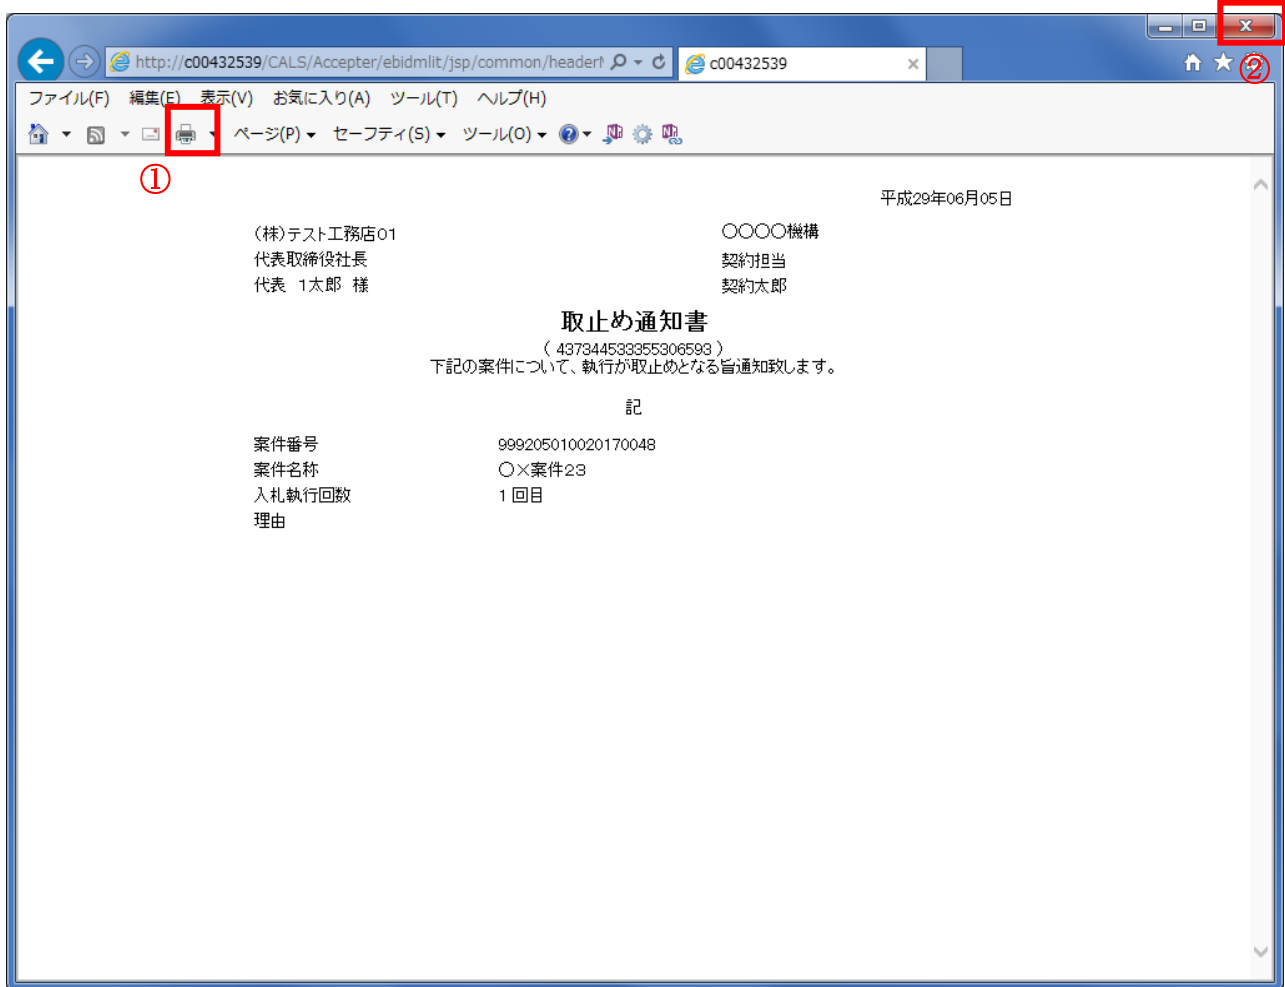 http://c00432539/CALS/Accepter/ebidmlit/jsp/common/header
c00432539
②
ファイル(F) 編集(E) 表示(V) お気に入り(A) ツール(T) ヘルプ(H)
ページ(P) セーフティ(S) ツール(O)
①
平成29年06月05日
(株)テスト工務店01
〇〇〇〇機構
代表取締役社長
契約担当
代表 1太郎 様
契約太郎
取止め通知書
( 437344533355306593 )
下記の案件について、執行が取止めとなる旨通知致します。
記
案件番号 999205010020170048
案件名称 〇×案件23
入札執行回数 1回目
理由